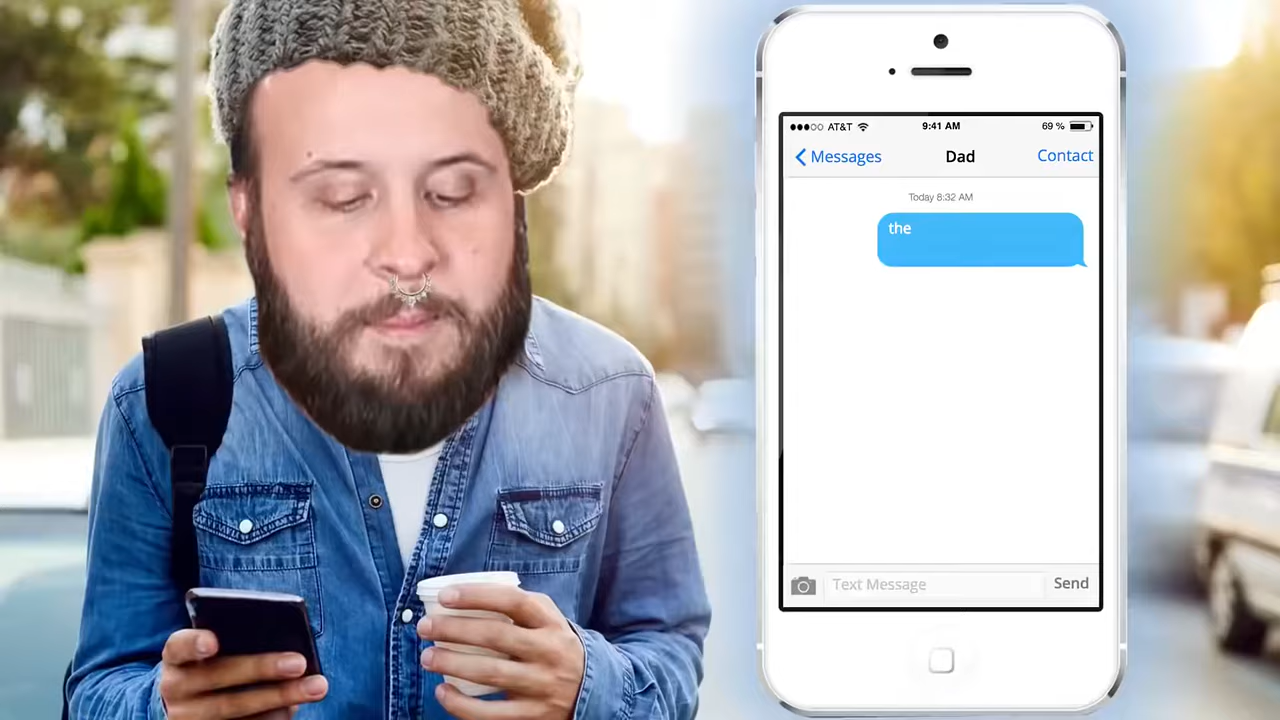 AT&T 9:41 AM 69 %
Messages Dad Contact
Today 8:32 AM
the
Text Message Send